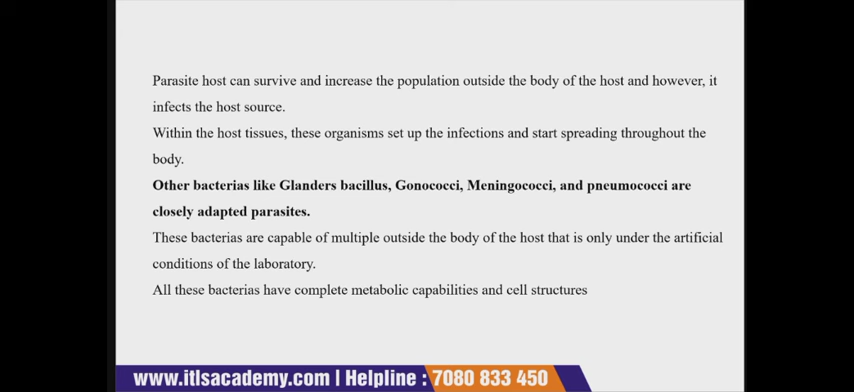 Parasite host can survive and increase the population outside the body of the host and however, it
infects the host source.
Within the host tissues, these organisms set up the infections and start spreading throughout the
body.
Other bacterias like Glanders bacillus, Gonococci, Meningococci, and pneumococci are
closely adapted parasites.
These bacterias are capable of multiple outside the body of the host that is only under the artificial
conditions of the laboratory.
All these bacterias have complete metabolic capabilities and cell structures
www.itlsacademy.com | Helpline : 7080 833 450